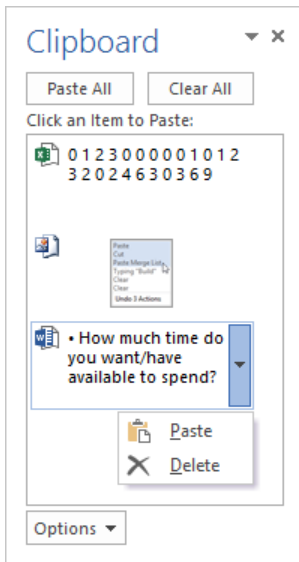 Clipboard
Paste All Clear All
Click an Item to Paste:
0 1 2 3 0 0 0 0 0 1 0 1 2
3 2 0 2 4 6 3 0 3 6 9
Paste
Cut
Paste Merge List
Typing "Build"
Clear
Clear
Undo 3 Actions
• How much time do
you want/have
available to spend?
Paste
Delete
Options